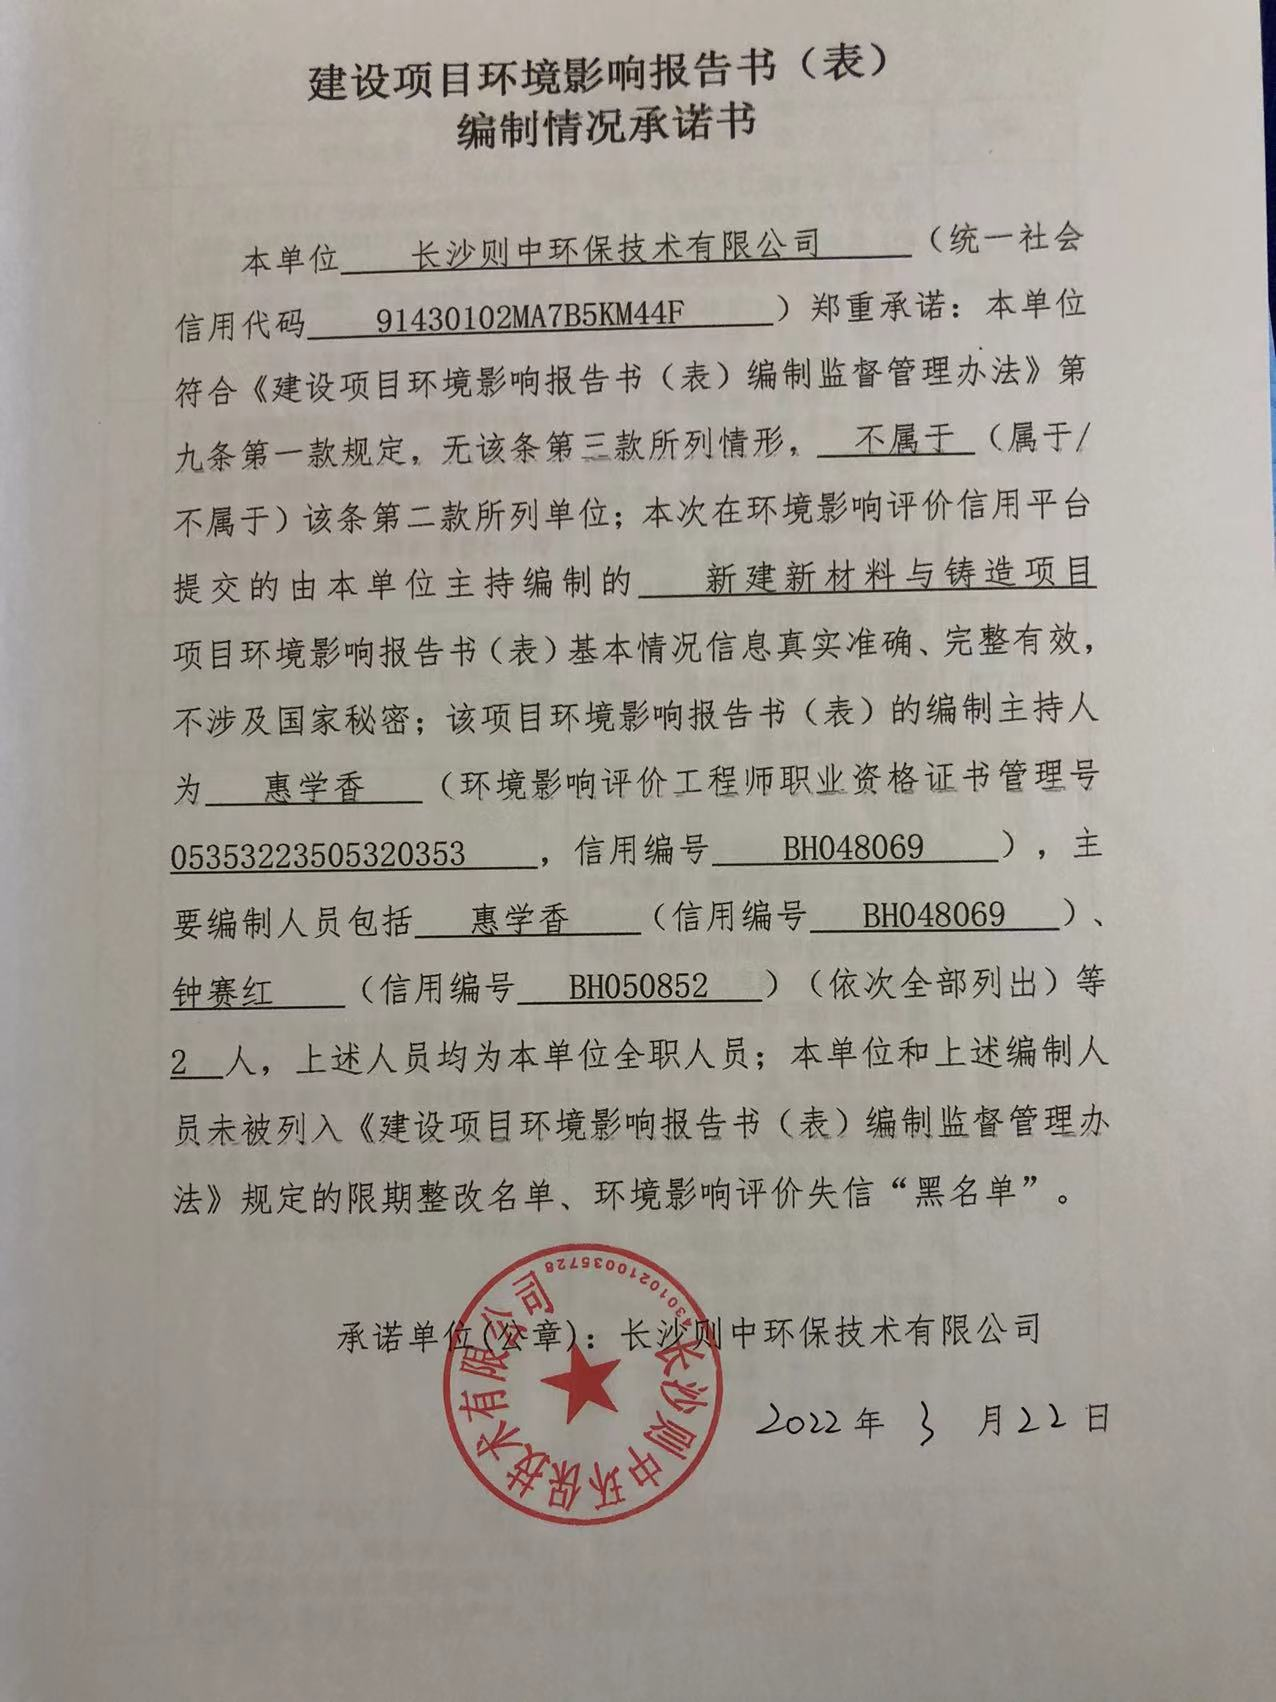 建设项目环境影响报告书（表）
编制情况承诺书
本单位 长沙则中环保技术有限公司 （统一社会
信用代码 91430102MA7B5KM44F ）郑重承诺：本单位
符合《建设项目环境影响报告书（表）编制监督管理办法》第
九条第一款规定，无该条第三款所列情形， 不属于 （属于/
不属于）该条第二款所列单位；本次在环境影响评价信用平台
提交的由本单位主持编制的 新建新材料与铸造项目
项目环境影响报告书（表）基本情况信息真实准确、完整有效，
不涉及国家秘密；该项目环境影响报告书（表）的编制主持人
为 惠学香 （环境影响评价工程师职业资格证书管理号
05353223505320353 ，信用编号 BH048069 ），主
要编制人员包括 惠学香 （信用编号 BH048069 ）、
钟赛红 （信用编号 BH050852 ）（依次全部列出）等
2 人，上述人员均为本单位全职人员；本单位和上述编制人
员未被列入《建设项目环境影响报告书（表）编制监督管理办
法》规定的限期整改名单、环境影响评价失信“黑名单”。
承诺单位(公章)：长沙则中环保技术有限公司
2022年 3 月22日
长沙则中环保技术有限公司
43010210035728